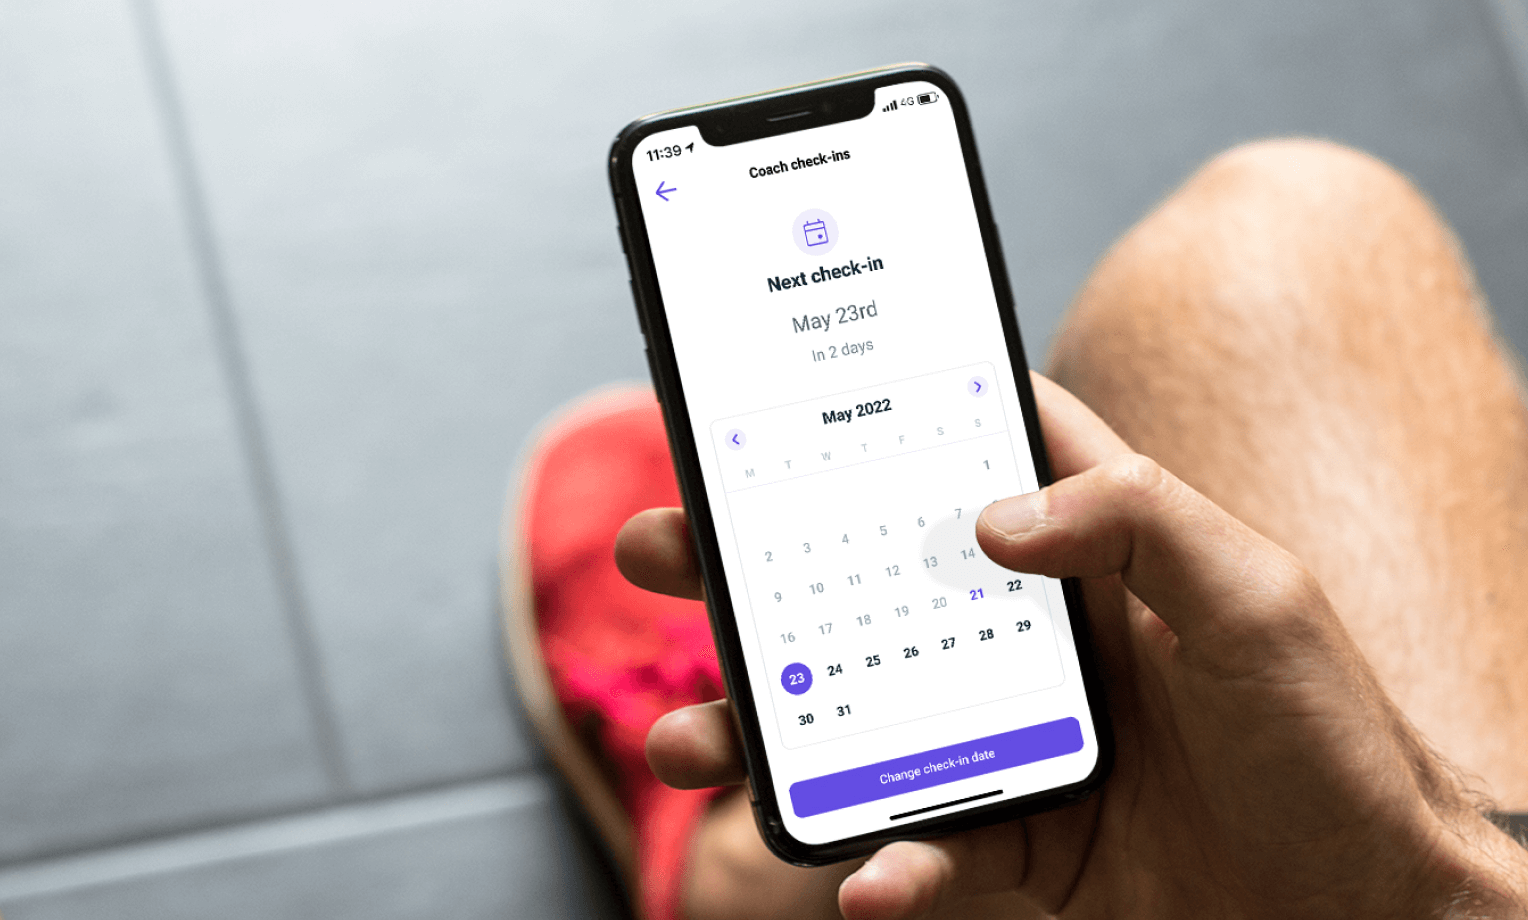 11:39
4G
Coach check-ins
Next check-in
May 23rd
In 2 days
May 2022
M T W T F S S
1
2 3 4 5 6 7
9 10 11 12 13 14
16 17 18 19 20 21 22
23 24 25 26 27 28 29
30 31
Change check-in date